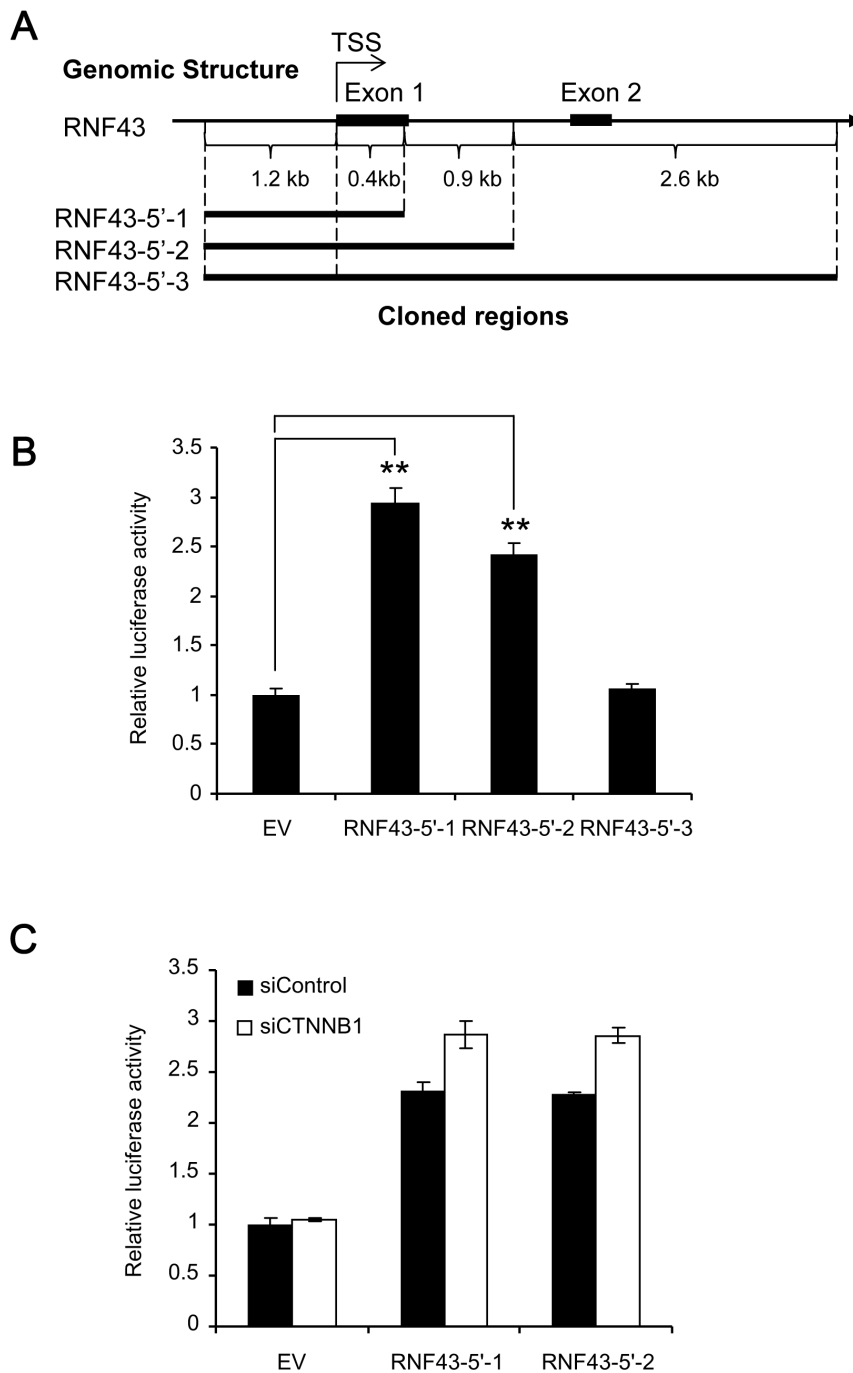 A
TSS
Genomic Structure
Exon 1
Exon 2
RNF43
1.2 kb
0.4kb
0.9 kb
2.6 kb
RNF43-5'-1
RNF43-5'-2
RNF43-5'-3
Cloned regions
B
Relative luciferase activity
3.5
3
2.5
2
1.5
1
0.5
0
**
**
EV
RNF43-5'-1
RNF43-5'-2
RNF43-5'-3
C
Relative luciferase activity
3.5
3
2.5
2
1.5
1
0.5
0
siControl
siCTNNB1
EV
RNF43-5'-1
RNF43-5'-2